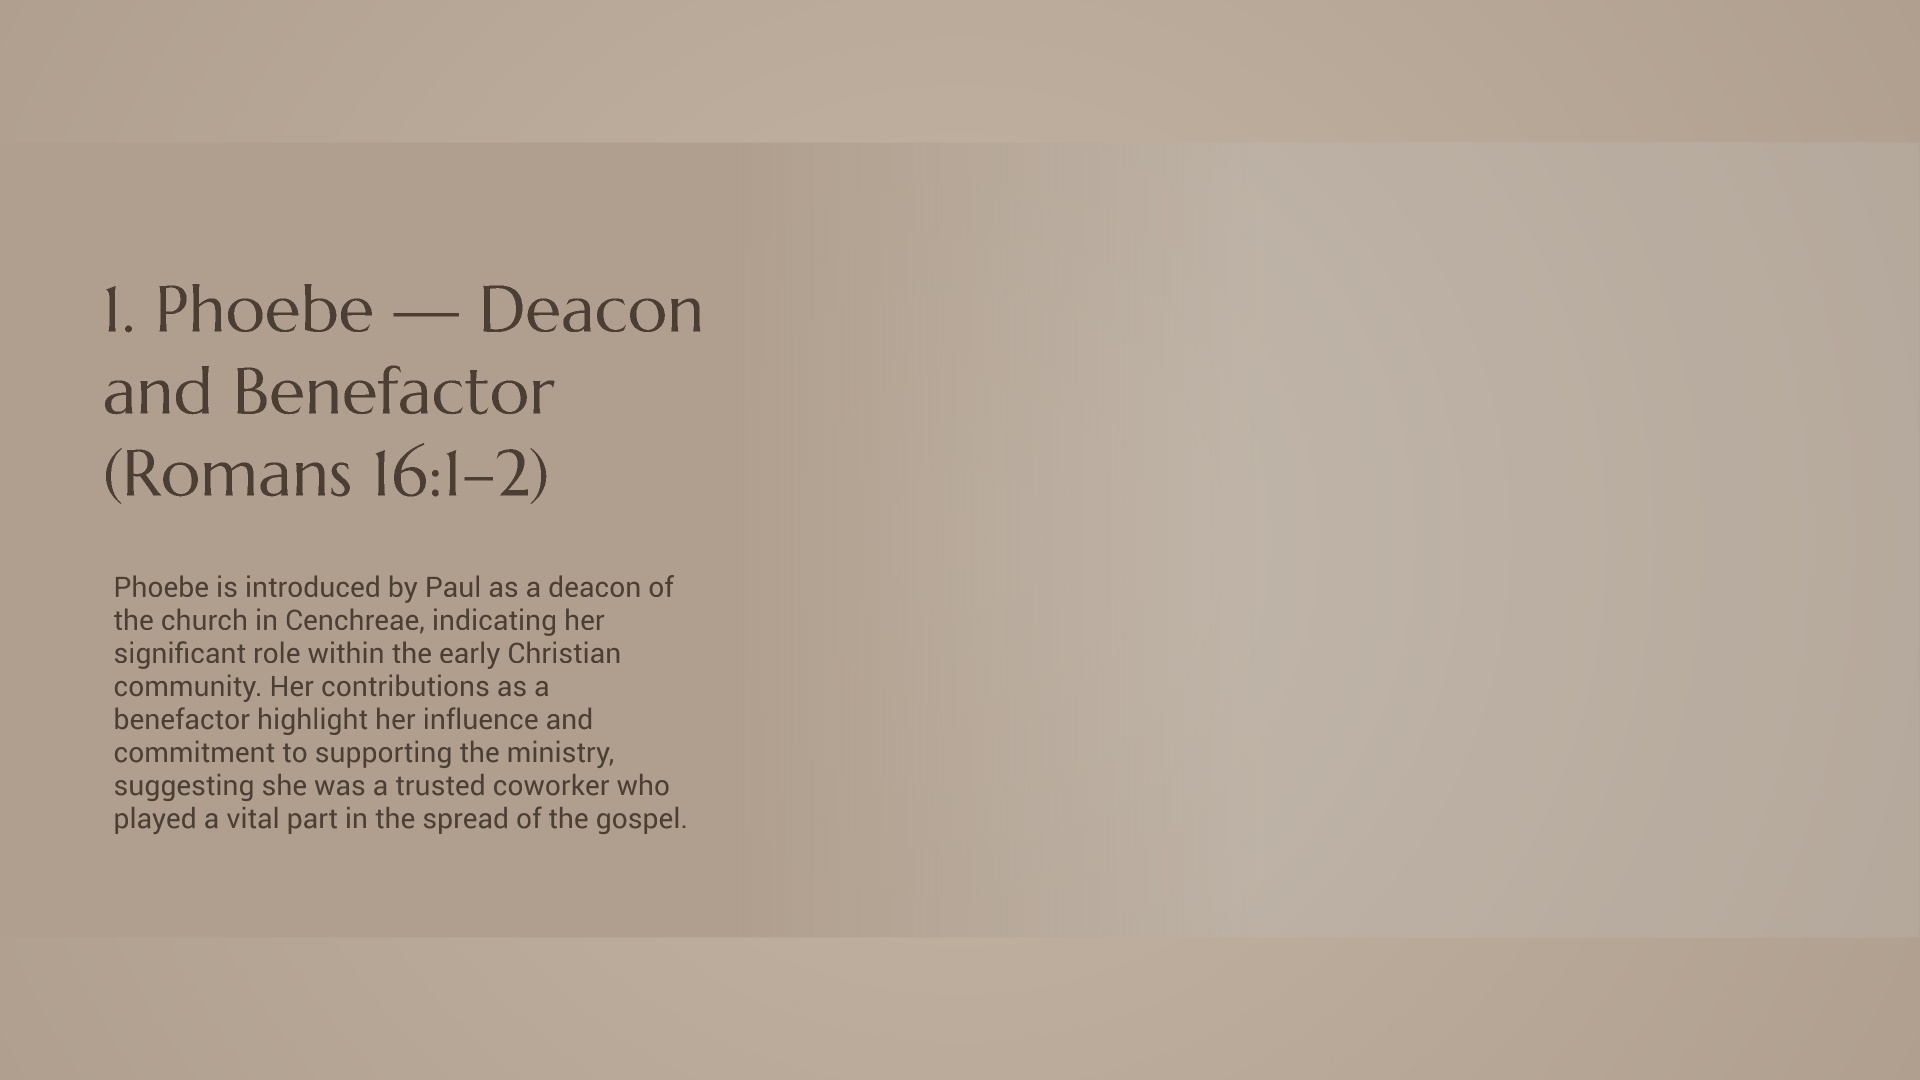 1. Phoebe — Deacon
and Benefactor
(Romans 16:1–2)
Phoebe is introduced by Paul as a deacon of
the church in Cenchreae, indicating her
significant role within the early Christian
community. Her contributions as a
benefactor highlight her influence and
commitment to supporting the ministry,
suggesting she was a trusted coworker who
played a vital part in the spread of the gospel.